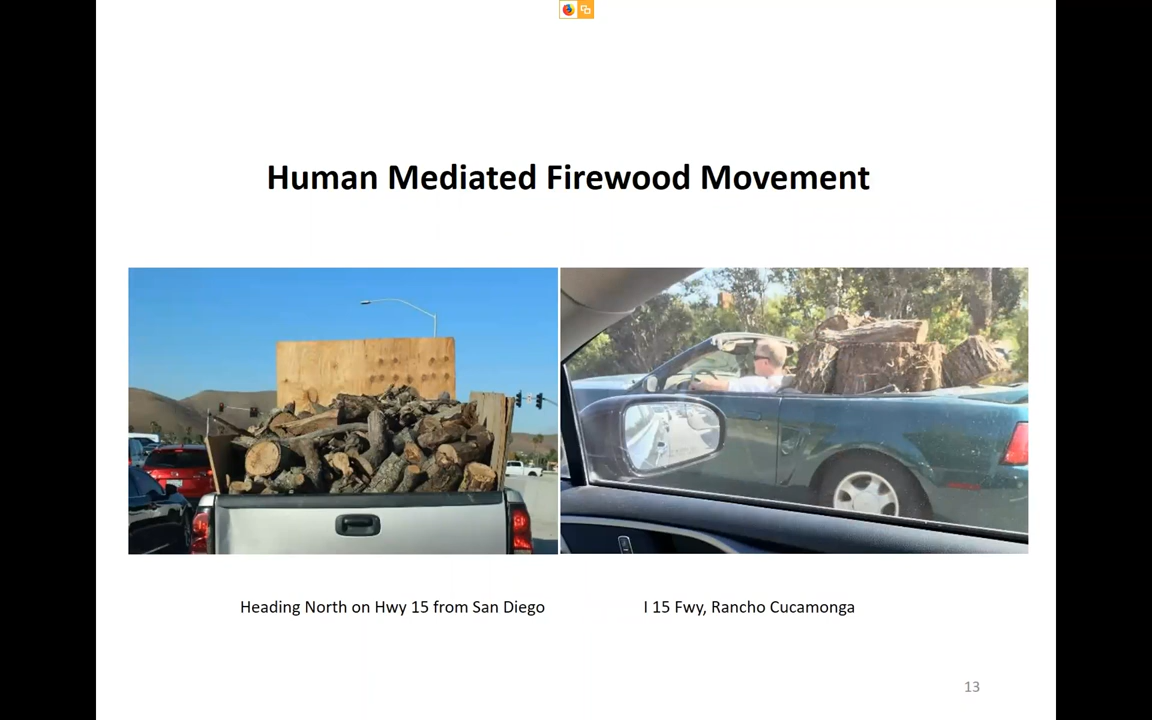 Human Mediated Firewood Movement
Heading North on Hwy 15 from San Diego
I 15 Fwy, Rancho Cucamonga
13